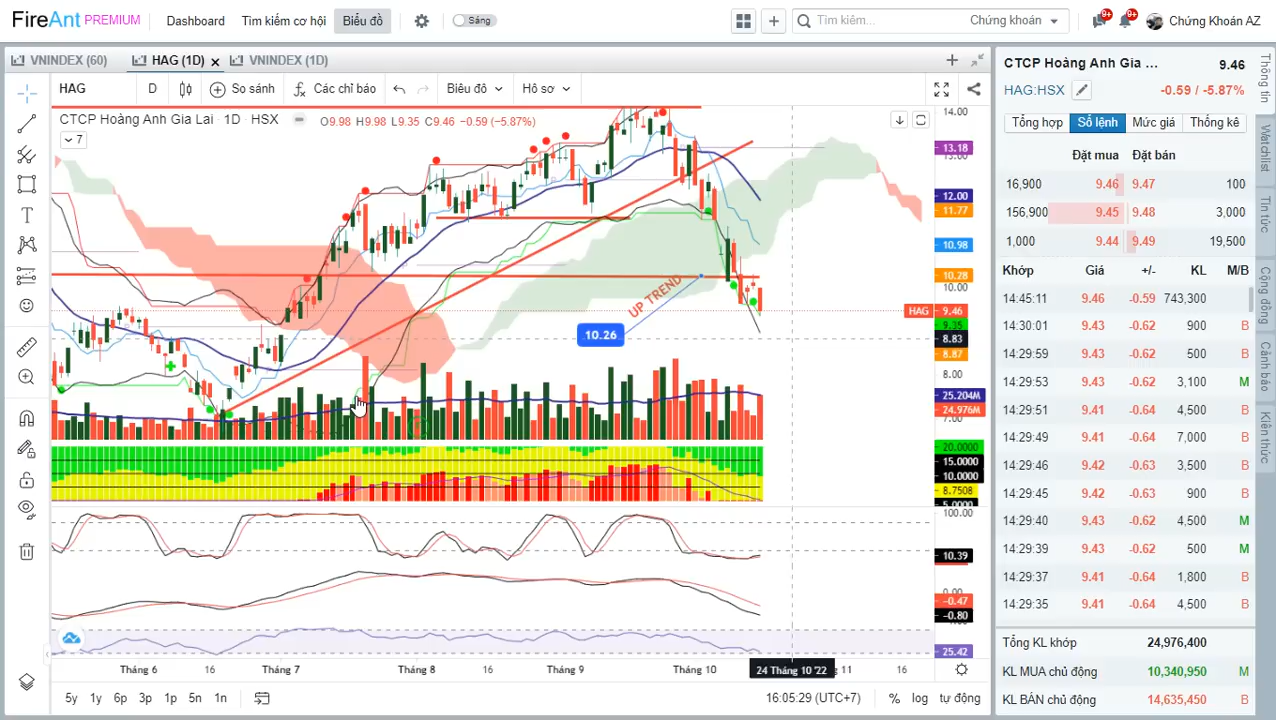 FireAnt PREMIUM Dashboard Tìm kiếm cơ hội Biểu đồ Sáng Tìm kiếm... Chứng khoán 9+ 9+ Chứng Khoán AZ
VNINDEX (60) HAG (1D) VNINDEX (1D)
HAG D So sánh Các chỉ báo Biểu đồ Hồ sơ
CTCP Hoàng Anh Gia Lai · 1D · HSX O9.98 H9.98 L9.35 C9.46 −0.59 (−5.87%)
7
UP TREND
10.26
14.00
13.18
13.00
12.00
11.77
10.98
10.28
10.00
HAG 9.46
9.35
8.83
8.87
8.00
25.204M
24.976M
7.00
20.0000
15.0000
10.0000
8.7508
5.0000
100.00
10.39
0.00
-0.47
-0.80
25.42
Tháng 6 16 Tháng 7 Tháng 8 16 Tháng 9 Tháng 10 24 Tháng 10 '22 11 16
5y 1y 6p 3p 1p 5n 1n 16:05:29 (UTC+7) % log tự động
CTCP Hoàng Anh Gia ... 9.46
HAG:HSX -0.59 / -5.87%
Tổng hợp Sổ lệnh Mức giá Thống kê
Đặt mua Đặt bán
16,900 9.46 9.47 100
156,900 9.45 9.48 3,000
1,000 9.44 9.49 19,500
Khớp Giá +/- KL M/B
14:45:11 9.46 -0.59 743,300
14:30:01 9.43 -0.62 900 B
14:29:59 9.43 -0.62 500 B
14:29:53 9.43 -0.62 3,100 M
14:29:51 9.41 -0.64 4,500 B
14:29:49 9.41 -0.64 7,000 B
14:29:46 9.42 -0.63 3,500 B
14:29:45 9.42 -0.63 900 B
14:29:40 9.43 -0.62 4,500 M
14:29:39 9.43 -0.62 500 M
14:29:37 9.41 -0.64 1,800 B
14:29:35 9.41 -0.64 4,500 B
Tổng KL khớp 24,976,400
KL MUA chủ động 10,340,950 M
KL BÁN chủ động 14,635,450 B
Thông tin
Watchlist
Tin tức
Cộng đồng
Cảnh báo
Kiến thức